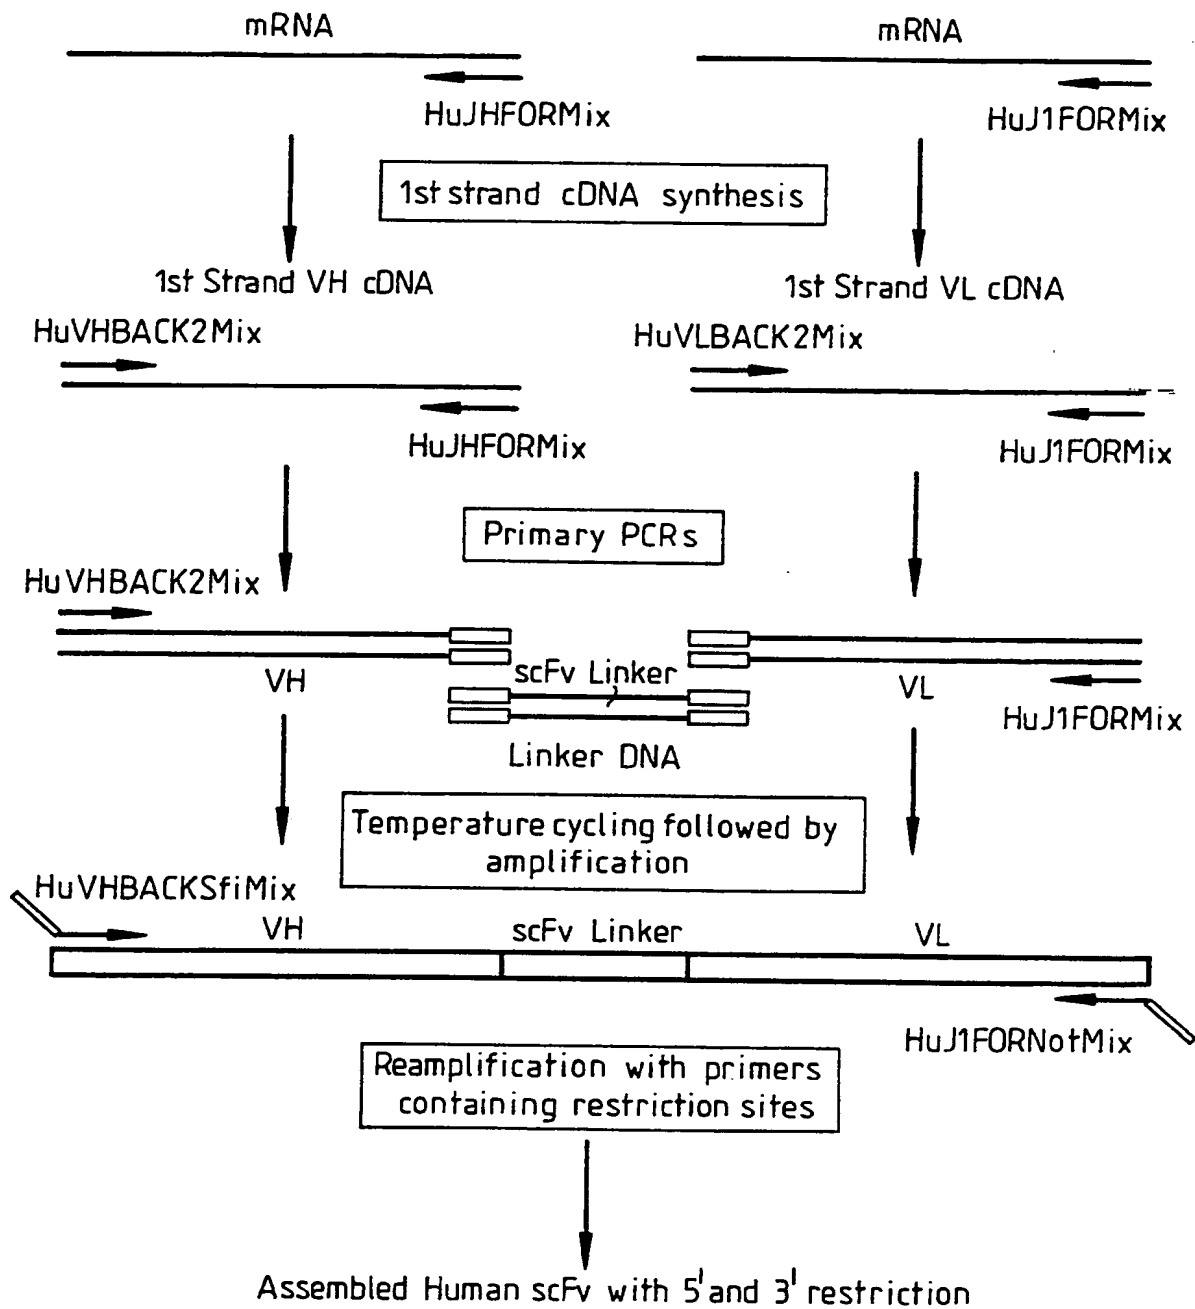 mRNA
mRNA
HuJHFORMix
HuJ1FORMix
1st strand cDNA synthesis
1st Strand VH cDNA
1st Strand VL cDNA
HuVHBACK2Mix
HuVLBACK2Mix
HuJHFORMix
HuJ1FORMix
Primary PCRs
HuVHBACK2Mix
VH
scFv Linker
VL
HuJ1FORMix
Linker DNA
Temperature cycling followed by
amplification
HuVHBACKSfiMix
VH
scFv Linker
VL
HuJ1FORNotMix
Reamplification with primers
containing restriction sites
Assembled Human scFv with 5' and 3' restriction